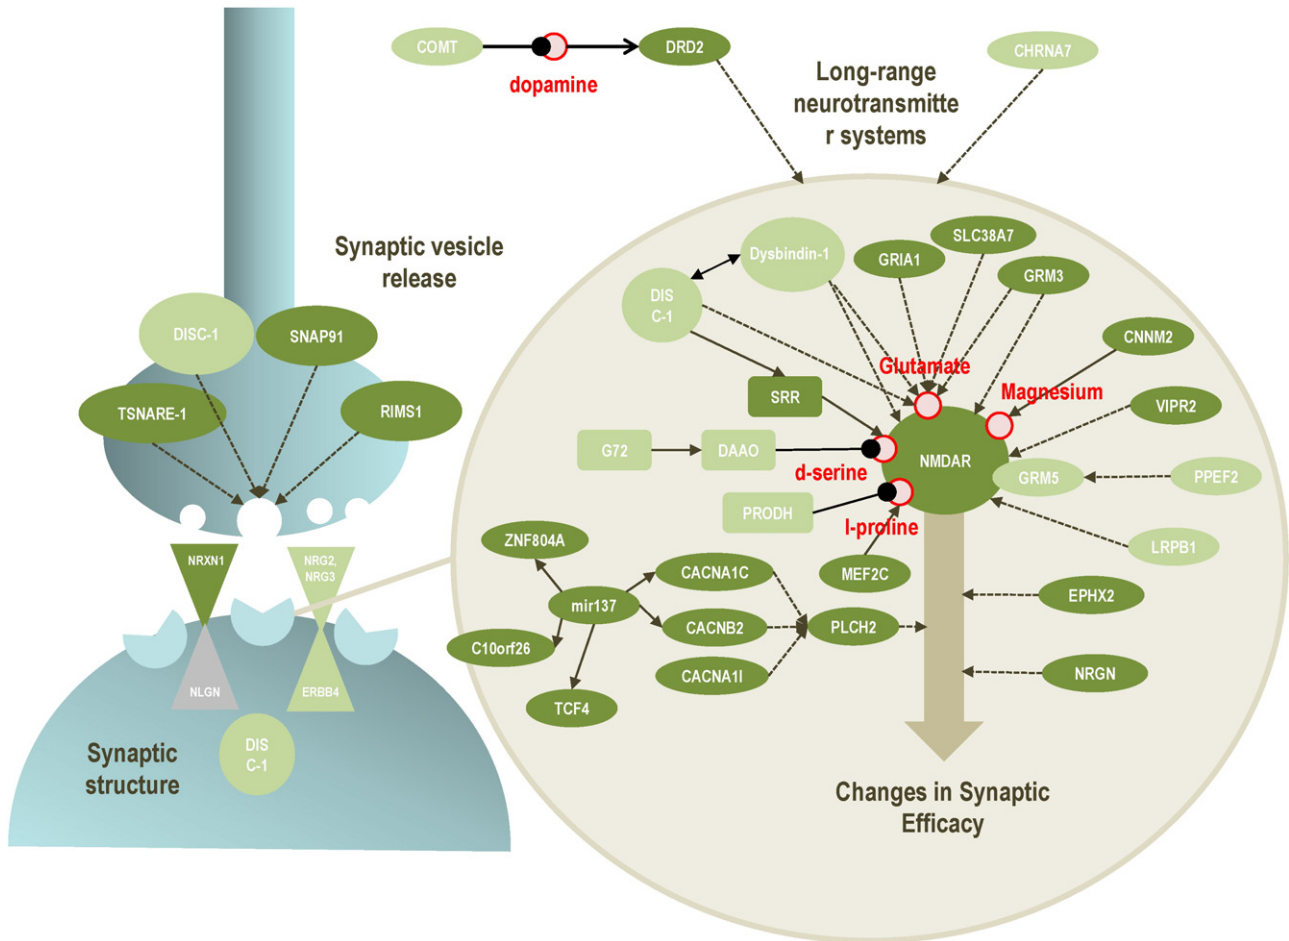 COMT
DRD2
CHRNA7
dopamine
Long-range
neurotransmitte
r systems
Synaptic vesicle
release
DISC-1
SNAP91
TSNARE-1
RIMS1
Dysbindin-1
GRIA1
SLC38A7
GRM3
DIS
C-1
CNNM2
Glutamate
Magnesium
SRR
VIPR2
G72
DAAO
d-serine
NMDAR
GRM5
PPEF2
PRODH
l-proline
LRPB1
ZNF804A
CACNA1C
MEF2C
EPHX2
mir137
CACNB2
PLCH2
C10orf26
CACNA1I
NRGN
TCF4
NRXN1
NRG2,
NRG3
NLGN
ERBB4
DIS
C-1
Synaptic
structure
Changes in Synaptic
Efficacy